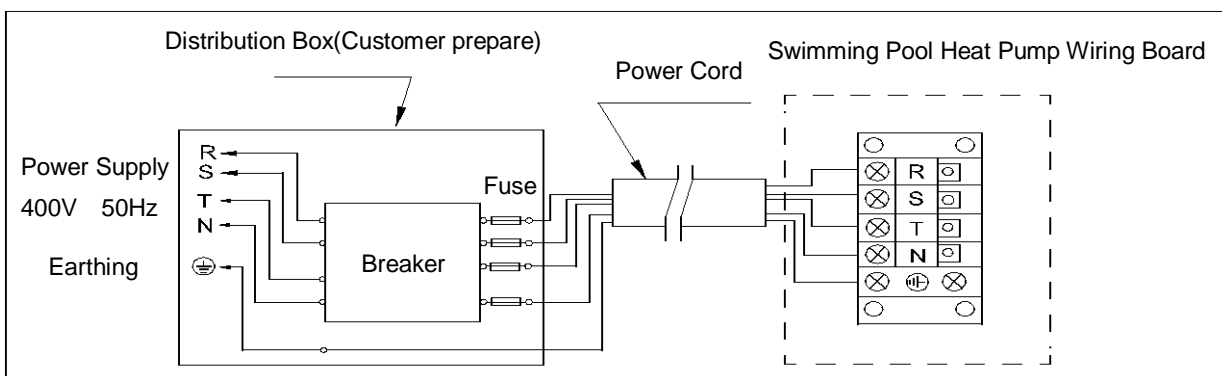 Distribution Box(Customer prepare)
Power Cord
Swimming Pool Heat Pump Wiring Board
Power Supply
400V 50Hz
Earthing
R
S
T
N
Breaker
Fuse
R
S
T
N